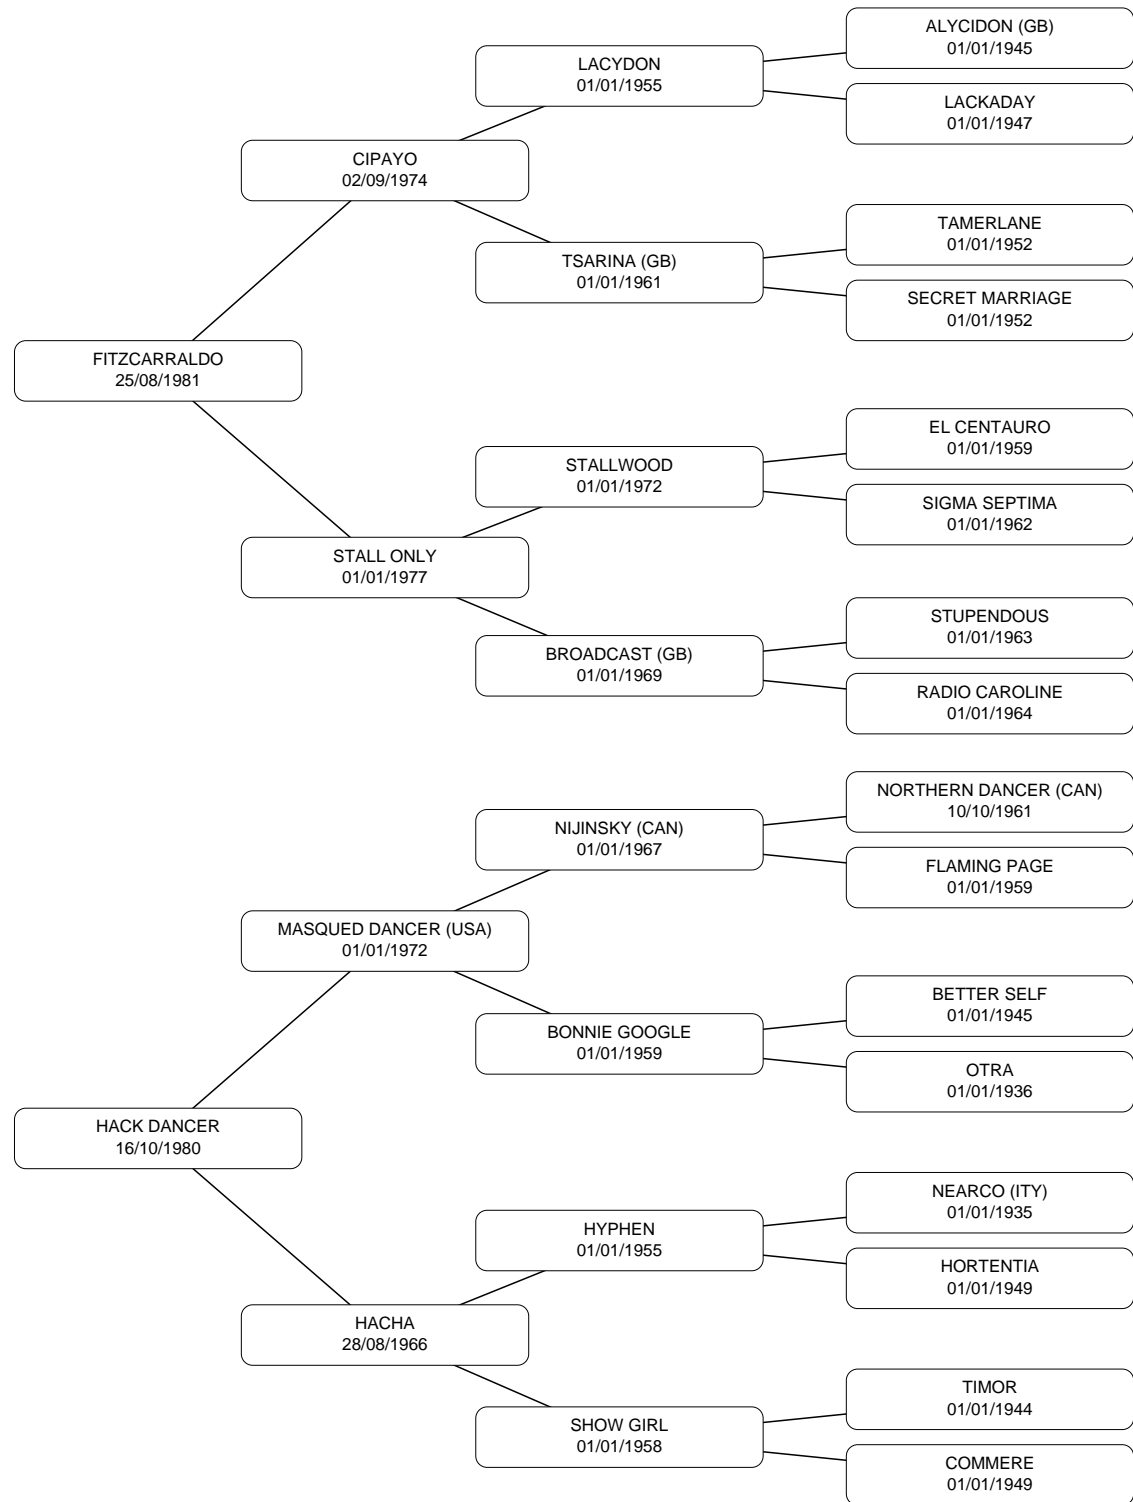 ALYCIDON (GB)
01/01/1945
LACYDON
01/01/1955
LACKADAY
01/01/1947
CIPAYO
02/09/1974
TAMERLANE
01/01/1952
TSARINA (GB)
01/01/1961
SECRET MARRIAGE
01/01/1952
FITZCARRALDO
25/08/1981
EL CENTAURO
01/01/1959
STALLWOOD
01/01/1972
SIGMA SEPTIMA
01/01/1962
STALL ONLY
01/01/1977
STUPENDOUS
01/01/1963
BROADCAST (GB)
01/01/1969
RADIO CAROLINE
01/01/1964
NORTHERN DANCER (CAN)
10/10/1961
NIJINSKY (CAN)
01/01/1967
FLAMING PAGE
01/01/1959
MASQUED DANCER (USA)
01/01/1972
BETTER SELF
01/01/1945
BONNIE GOOGLE
01/01/1959
OTRA
01/01/1936
HACK DANCER
16/10/1980
NEARCO (ITY)
01/01/1935
HYPHEN
01/01/1955
HORTENTIA
01/01/1949
HACHA
28/08/1966
TIMOR
01/01/1944
SHOW GIRL
01/01/1958
COMMERE
01/01/1949